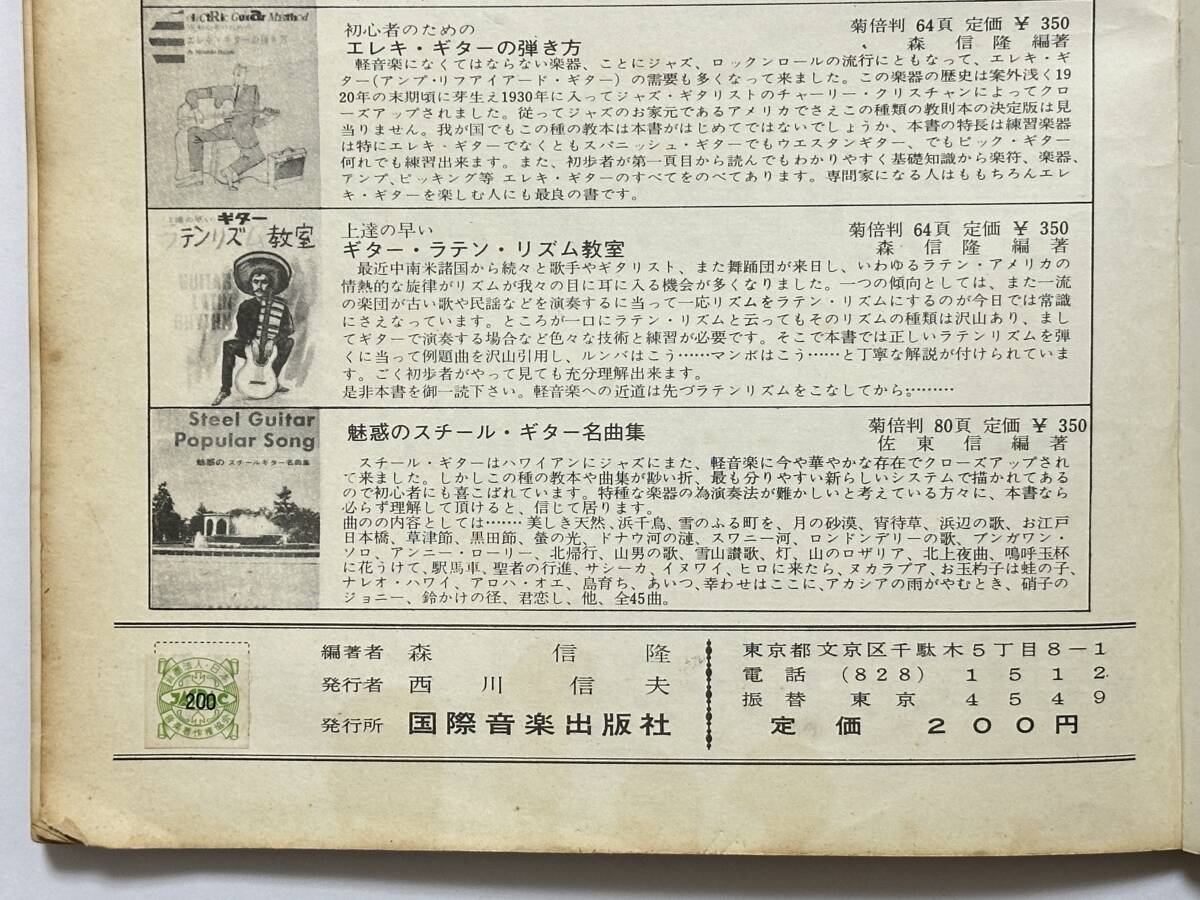 ECTRIC Guitar Method
初心者のための
エレキ・ギターの弾き方
菊倍判 64頁 定価 ¥ 350
森信隆 編著
軽音楽になくてはならない楽器、ことにジャズ、ロックンロールの流行にともなって、エレキ・ギ
ター(アンプ・リファイアード・ギター) の需要も多くなって来ました。この楽器の歴史は案外浅く19
20年の末期頃に芽生え1930年に入ってジャズ・ギタリストのチャーリー・クリスチャンによってクロ
ーズアップされました。従ってジャズのお家元であるアメリカでさえこの種類の教則本の決定版は見
当りません。我が国でもこの種の教本は本書がはじめてではないでしょうか、本書の特長は練習楽器
は特にエレキ・ギターでなくともスパニッシュ・ギターでもウエスタンギター、でもピック・ギター
何れでも練習出来ます。また、初歩者が第一頁目から読んでもわかりやすく基礎知識から楽符、楽器、
アンプ、ピッキング等 エレキ・ギターのすべてをのべてあります。専門家になる人はももちろんエレ
キ・ギターを楽しむ人にも最良の書です。
上達の早い ギター
ラテンリズム教室
上達の早い
ギター・ラテン・リズム教室
菊倍判 64頁 定価 ¥ 350
森信隆 編著
最近中南米諸国から続々と歌手やギタリスト、また舞踊団が来日し、いわゆるラテン・アメリカの
情熱的な旋律がリズムが我々の目に耳に入る機会が多くなりました。一つの傾向としては、また一流
の楽団が古い歌や民謡などを演奏するに当って一応リズムをラテン・リズムにするのが今日では常識
にさえなっています。ところが一口にラテン・リズムと云ってもそのリズムの種類は沢山あり、まし
てギターで演奏する場合など色々な技術と練習が必要です。そこで本書では正しいラテンリズムを弾
くに当って例題曲を沢山引用し、ルンバはこう……マンボはこう……と丁寧な解説が付けられていま
す。ごく初歩者がやって見ても充分理解出来ます。
是非本書を御一読下さい。軽音楽への近道は先づラテンリズムをこなしてから………
Steel Guitar
Popular Song
魅惑の スチールギター名曲集
魅惑のスチール・ギター名曲集
菊倍判 80頁 定価 ¥ 350
佐東信 編著
スチール・ギターはハワイアンにジャズにまた、軽音楽に今や華やかな存在でクローズアップされ
て来ました。しかしこの種の教本や曲集が尠い折、最も分りやすい新らしいシステムで描かれてある
ので初心者にも喜こばれています。特種な楽器の為演奏法が難かしいと考えている方々に、本書なら
必らず理解して頂けると、信じて居ります。
曲のの内容としては……美しき天然、浜千鳥、雪のふる町を、月の砂漠、宵待草、浜辺の歌、お江戸
日本橋、草津節、黒田節、螢の光、ドナウ河の漣、スワニー河、ロンドンデリーの歌、ブンガワン・
ソロ、アンニー・ローリー、北帰行、山男の歌、雪山讃歌、灯、山のロザリア、北上夜曲、嗚呼玉杯
に花うけて、駅馬車、聖者の行進、サシーカ、イヌワイ、ヒロに来たら、ヌカラプア、お玉杓子は蛙の子、
ナレオ・ハワイ、アロハ・オエ、島育ち、あいつ、幸わせはここに、アカシアの雨がやむとき、硝子の
ジョニー、鈴かけの径、君恋し、他、全45曲。
200
編著者 森信隆
発行者 西川信夫
発行所 国際音楽出版社
東京都文京区千駄木5丁目8－1
電話 (828) 1512
振替 東京 4549
定価 200円